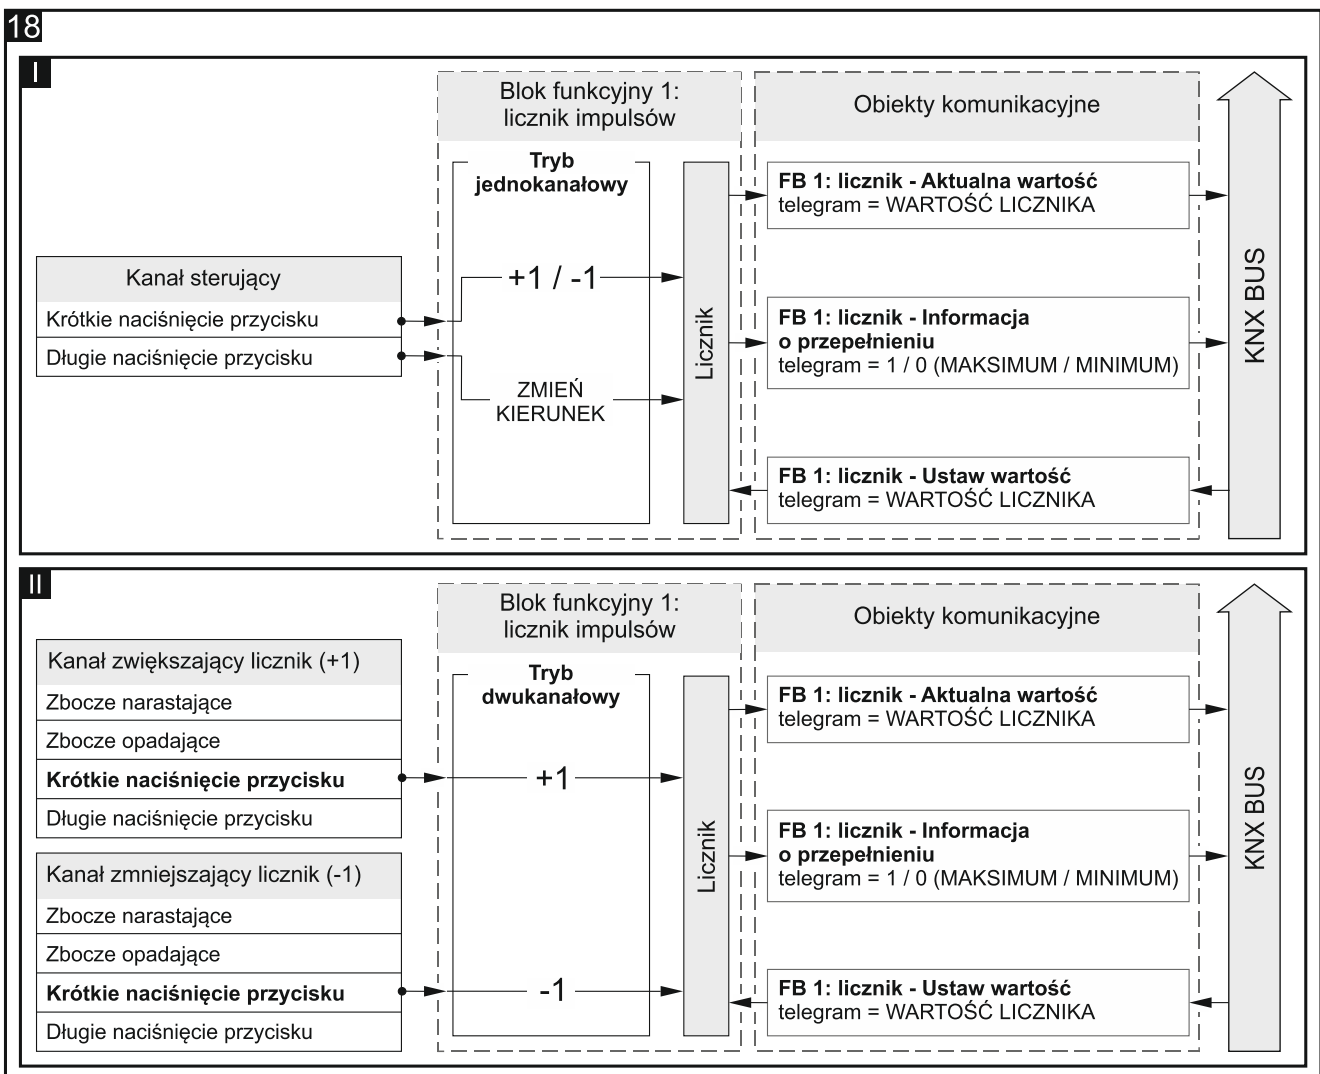 18
I
Blok funkcyjny 1:
licznik impulsów
Obiekty komunikacyjne
Tryb
jednokanałowy
FB 1: licznik - Aktualna wartość
telegram = WARTOŚĆ LICZNIKA
Kanał sterujący
Krótkie naciśnięcie przycisku
Długie naciśnięcie przycisku
+1 / -1
ZMIEŃ
KIERUNEK
Licznik
FB 1: licznik - Informacja
o przepełnieniu
telegram = 1 / 0 (MAKSIMUM / MINIMUM)
FB 1: licznik - Ustaw wartość
telegram = WARTOŚĆ LICZNIKA
KNX BUS
II
Blok funkcyjny 1:
licznik impulsów
Obiekty komunikacyjne
Kanał zwiększający licznik (+1)
Zbocze narastające
Zbocze opadające
Krótkie naciśnięcie przycisku
Długie naciśnięcie przycisku
Kanał zmniejszający licznik (-1)
Zbocze narastające
Zbocze opadające
Krótkie naciśnięcie przycisku
Długie naciśnięcie przycisku
Tryb
dwukanałowy
+1
-1
Licznik
FB 1: licznik - Aktualna wartość
telegram = WARTOŚĆ LICZNIKA
FB 1: licznik - Informacja
o przepełnieniu
telegram = 1 / 0 (MAKSIMUM / MINIMUM)
FB 1: licznik - Ustaw wartość
telegram = WARTOŚĆ LICZNIKA
KNX BUS